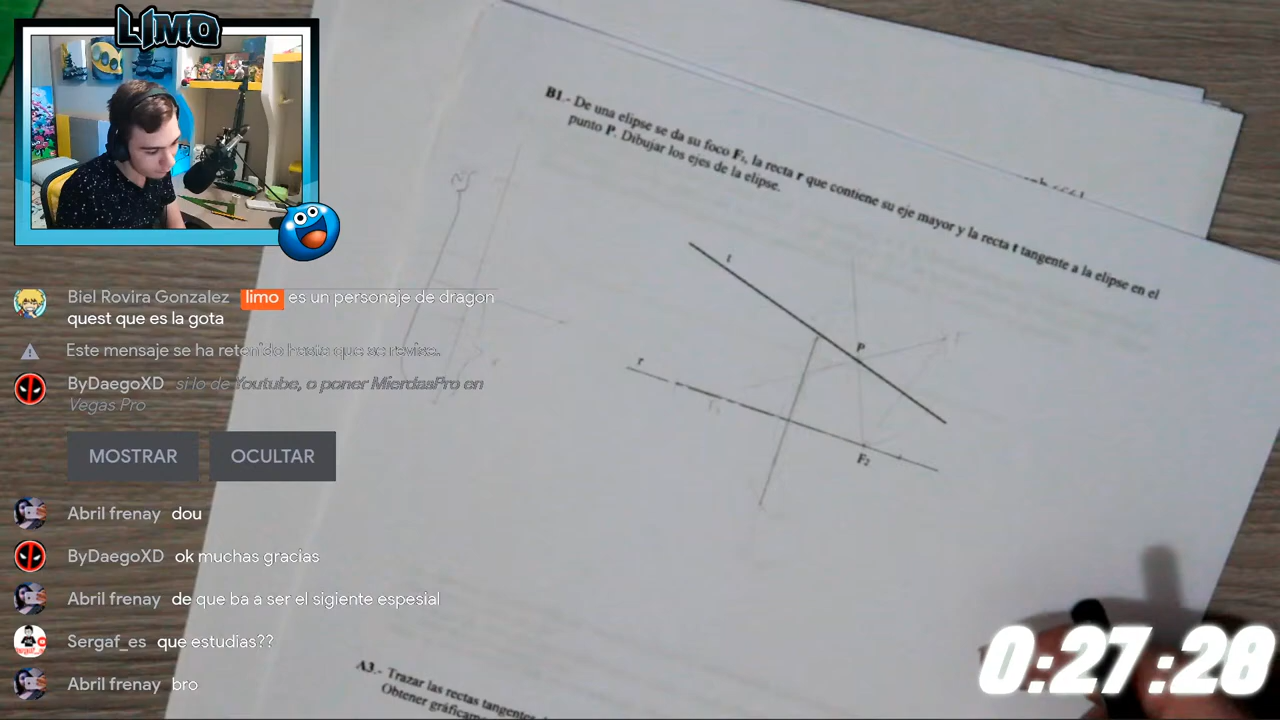 LIMO
Biel Rovira Gonzalez limo es un personaje de dragon
quest que es la gota
Este mensaje se ha retenido hasta que se revise.
ByDaegoXD si lo de Youtube, o poner MierdasPro en
Vegas Pro
MOSTRAR OCULTAR
Abril frenay dou
ByDaegoXD ok muchas gracias
Abril frenay de que ba a ser el sigiente espesial
Sergaf_es que estudias??
Abril frenay bro
B1.- De una elipse se da su foco F₂, la recta r que contiene su eje mayor y la recta t tangente a la elipse en el
punto P. Dibujar los ejes de la elipse.
t
P
r
F₁
F₂
A3.- Trazar las rectas tangentes
Obtener gráficame
0:27:28